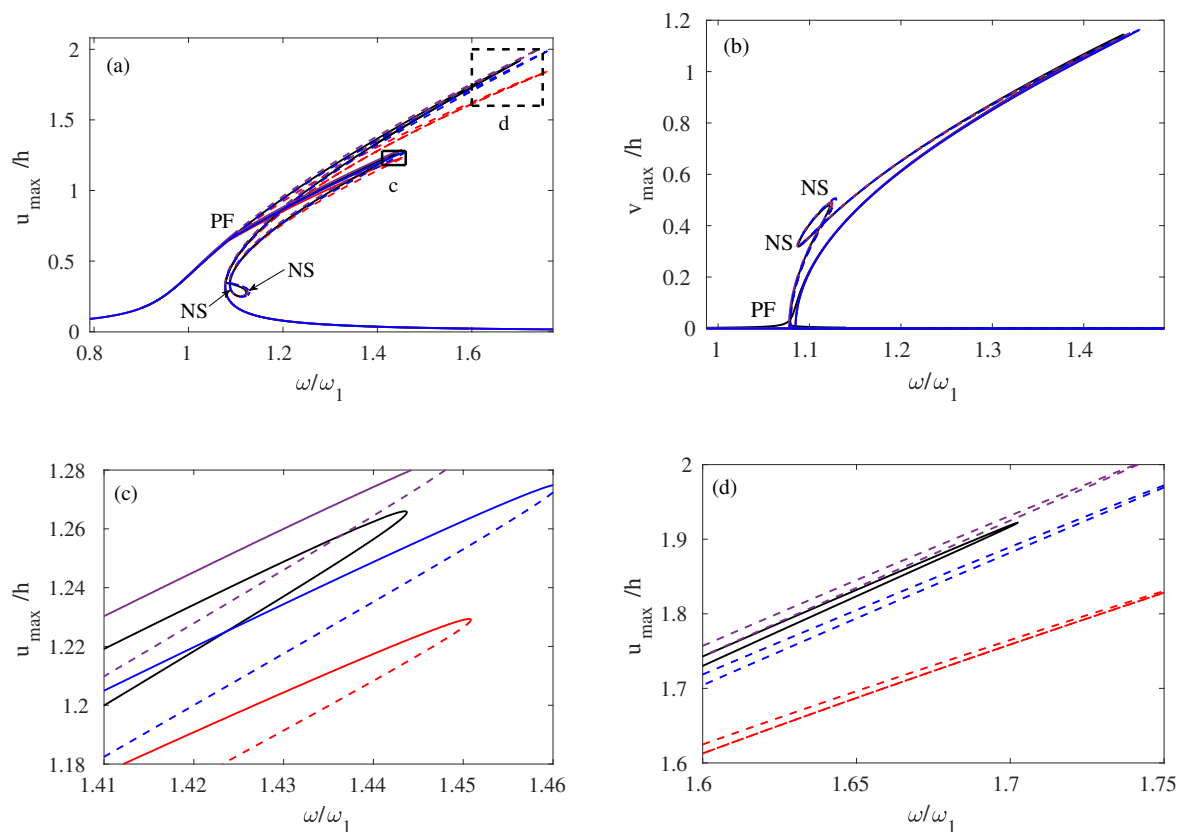 (a)
u_max/h
2
1.5
1
0.5
0
0.8
1
1.2
1.4
1.6
ω/ω_1
PF
NS
NS
c
d
(b)
v_max/h
1.2
1
0.8
0.6
0.4
0.2
0
1
1.1
1.2
1.3
1.4
ω/ω_1
NS
NS
PF
(c)
u_max/h
1.28
1.26
1.24
1.22
1.2
1.18
1.41
1.42
1.43
1.44
1.45
1.46
ω/ω_1
(d)
u_max/h
2
1.9
1.8
1.7
1.6
1.6
1.65
1.7
1.75
ω/ω_1